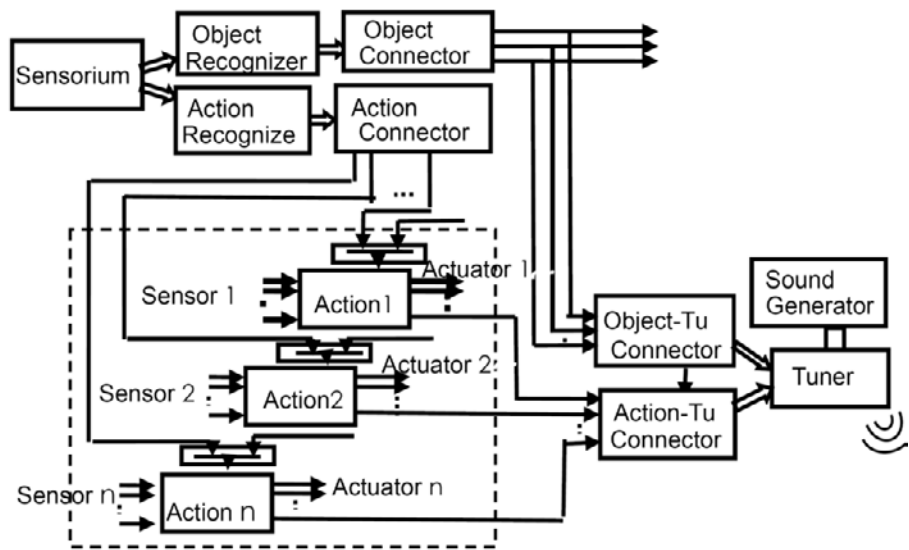 Object
Recognizer
Object
Connector
Sensorium
Action
Recognize
Action
Connector
...
Actuator 1
Sensor 1
Action1
Sound
Generator
Object-Tu
Connector
Actuator 2
Sensor 2
Action2
Tuner
Action-Tu
Connector
Sensor n
Action n
Actuator n